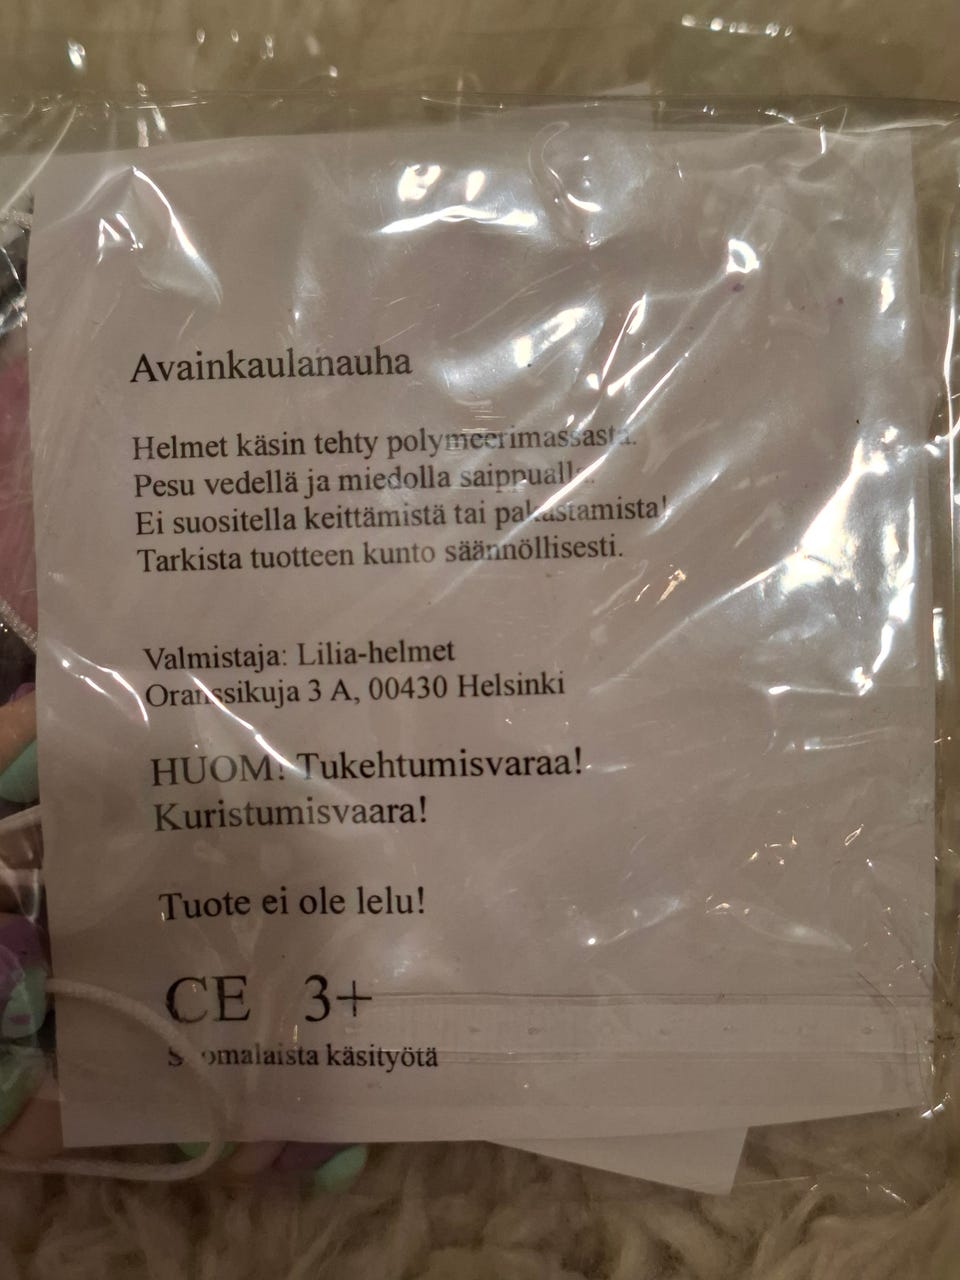 Avainkaulanauha
Helmet käsin tehty polymeerimassasta.
Pesu vedellä ja miedolla saippualla.
Ei suositella keittämistä tai pakastamista!
Tarkista tuotteen kunto säännöllisesti.
Valmistaja: Lilia-helmet
Oranssikuja 3 A, 00430 Helsinki
HUOM! Tukehtumisvaraa!
Kuristumisvaara!
Tuote ei ole lelu!
CE 3+
Suomalaista käsityötä